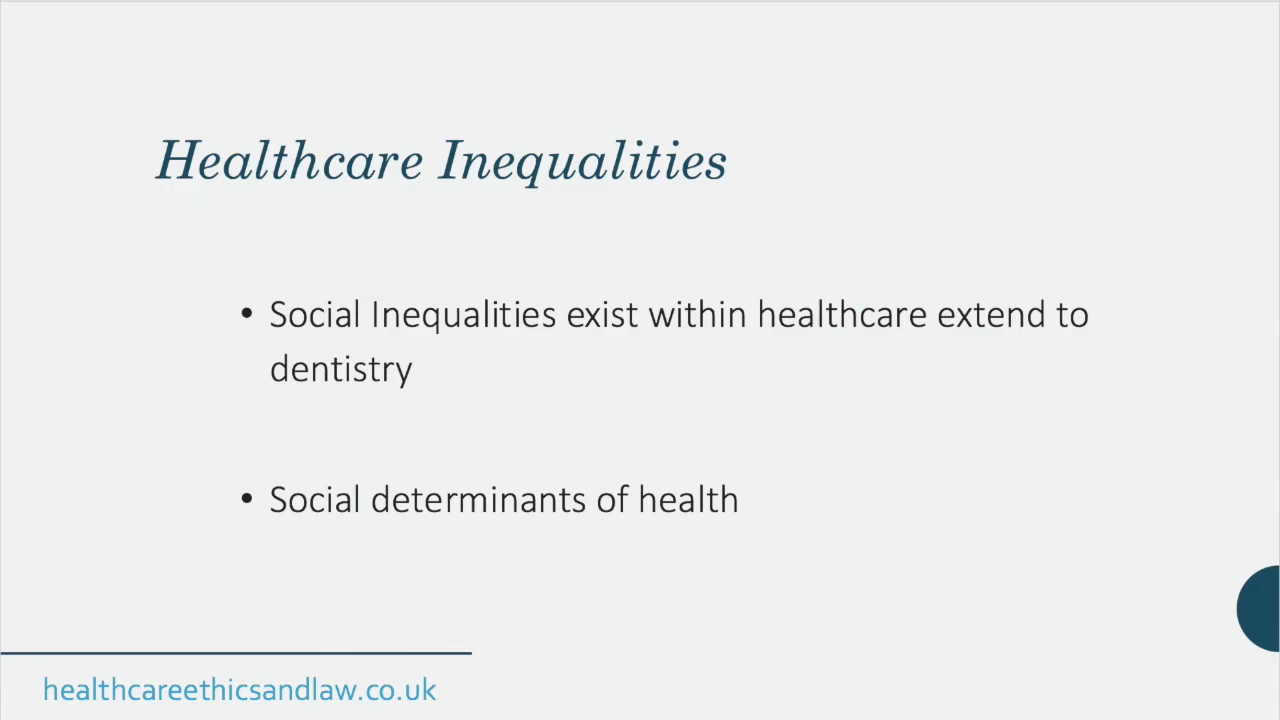 Healthcare Inequalities
• Social Inequalities exist within healthcare extend to
dentistry
• Social determinants of health
healthcareethicsandlaw.co.uk